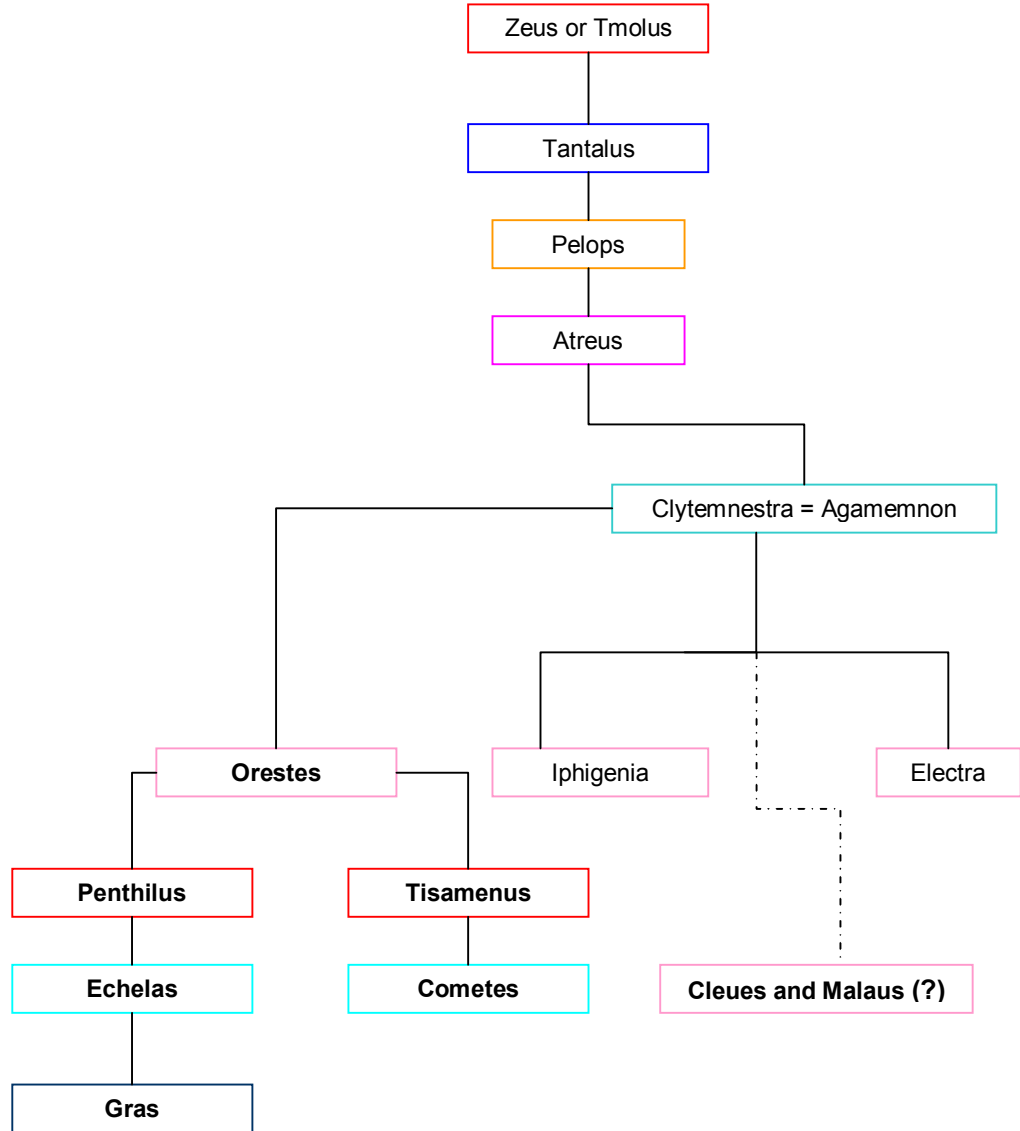 Zeus or Tmolus
Tantalus
Pelops
Atreus
Clytemnestra = Agamemnon
Orestes
Iphigenia
Electra
Penthilus
Tisamenus
Echelas
Cometes
Cleues and Malaus (?)
Gras